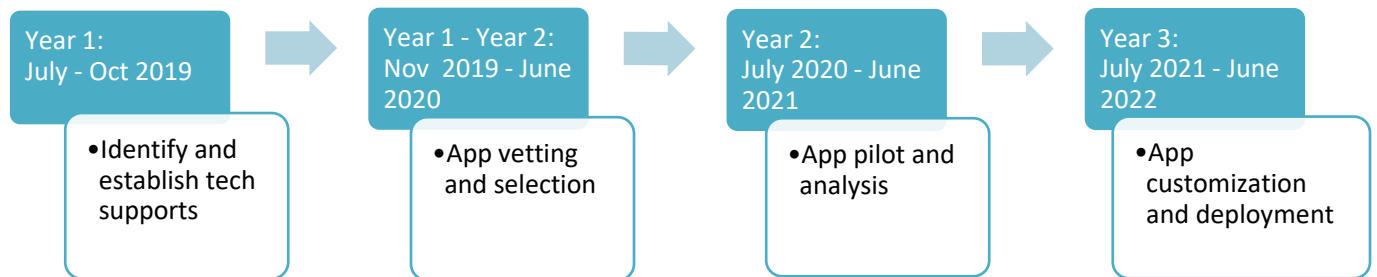 Year 1:
July - Oct 2019
•Identify and
establish tech
supports
Year 1 - Year 2:
Nov  2019 - June
2020
•App vetting
and selection
Year 2:
July 2020 - June
2021
•App pilot and
analysis
Year 3:
July 2021 - June
2022
•App
customization
and deployment